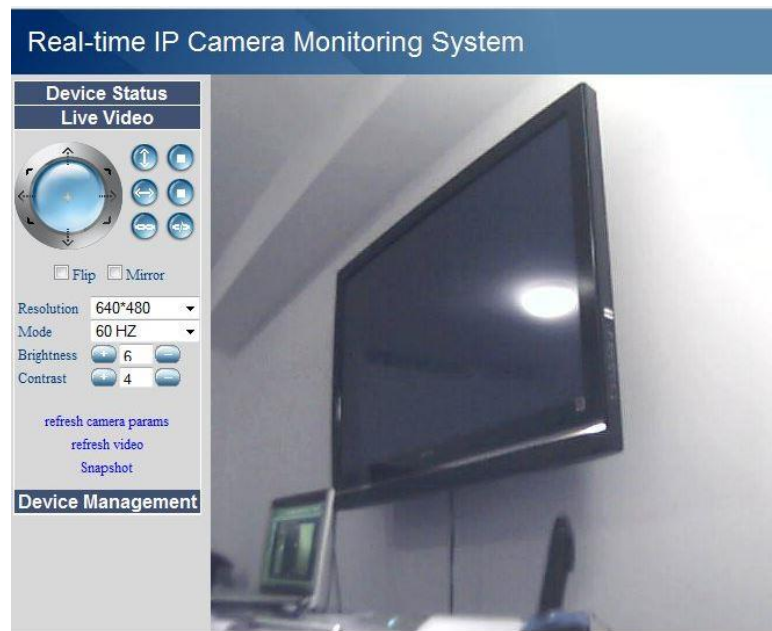 Real-time IP Camera Monitoring System
Device Status
Live Video
Flip Mirror
Resolution 640*480
Mode 60 HZ
Brightness + 6 −
Contrast + 4 −
refresh camera params
refresh video
Snapshot
Device Management